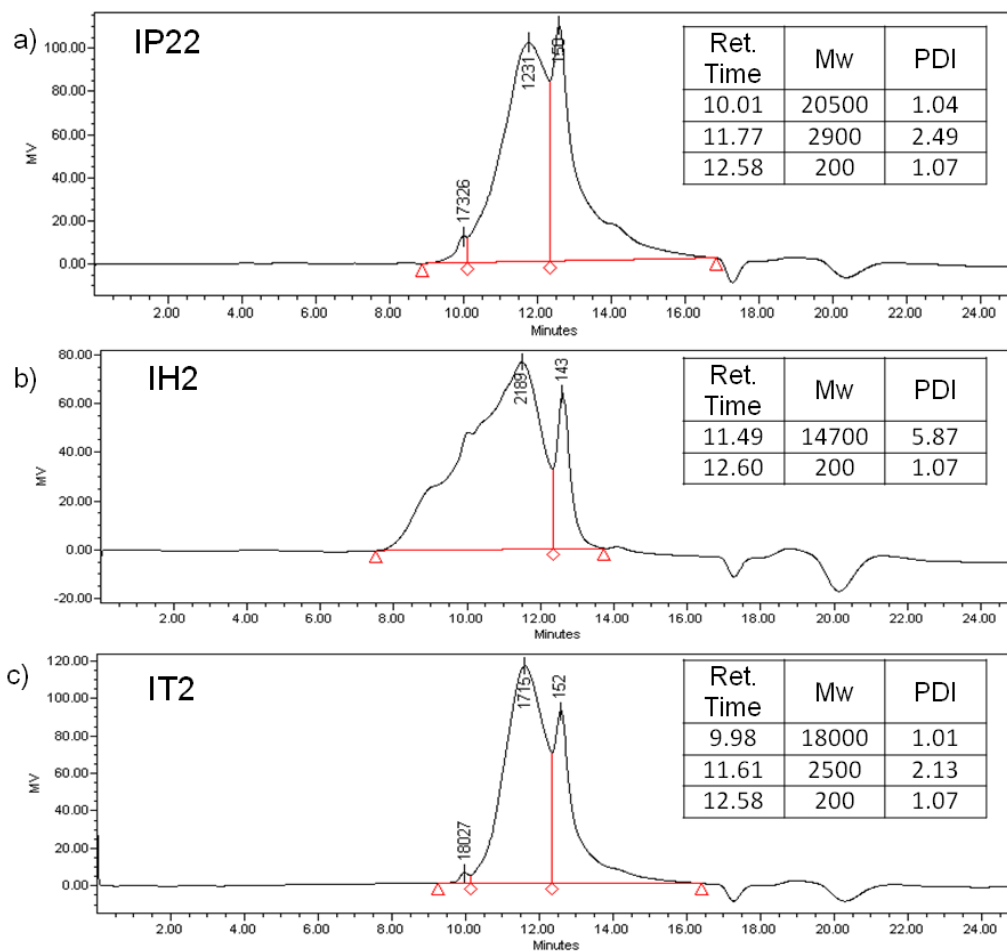 a) IP22
100.00
80.00
60.00
40.00
20.00
0.00
MV
17326
1231
150
Ret. Time Mw PDI
10.01 20500 1.04
11.77 2900 2.49
12.58 200 1.07
2.00 4.00 6.00 8.00 10.00 12.00 14.00 16.00 18.00 20.00 22.00 24.00
Minutes
b) IH2
80.00
60.00
40.00
20.00
0.00
-20.00
MV
2189
143
Ret. Time Mw PDI
11.49 14700 5.87
12.60 200 1.07
2.00 4.00 6.00 8.00 10.00 12.00 14.00 16.00 18.00 20.00 22.00 24.00
Minutes
c) IT2
120.00
100.00
80.00
60.00
40.00
20.00
0.00
MV
18027
1715
152
Ret. Time Mw PDI
9.98 18000 1.01
11.61 2500 2.13
12.58 200 1.07
2.00 4.00 6.00 8.00 10.00 12.00 14.00 16.00 18.00 20.00 22.00 24.00
Minutes